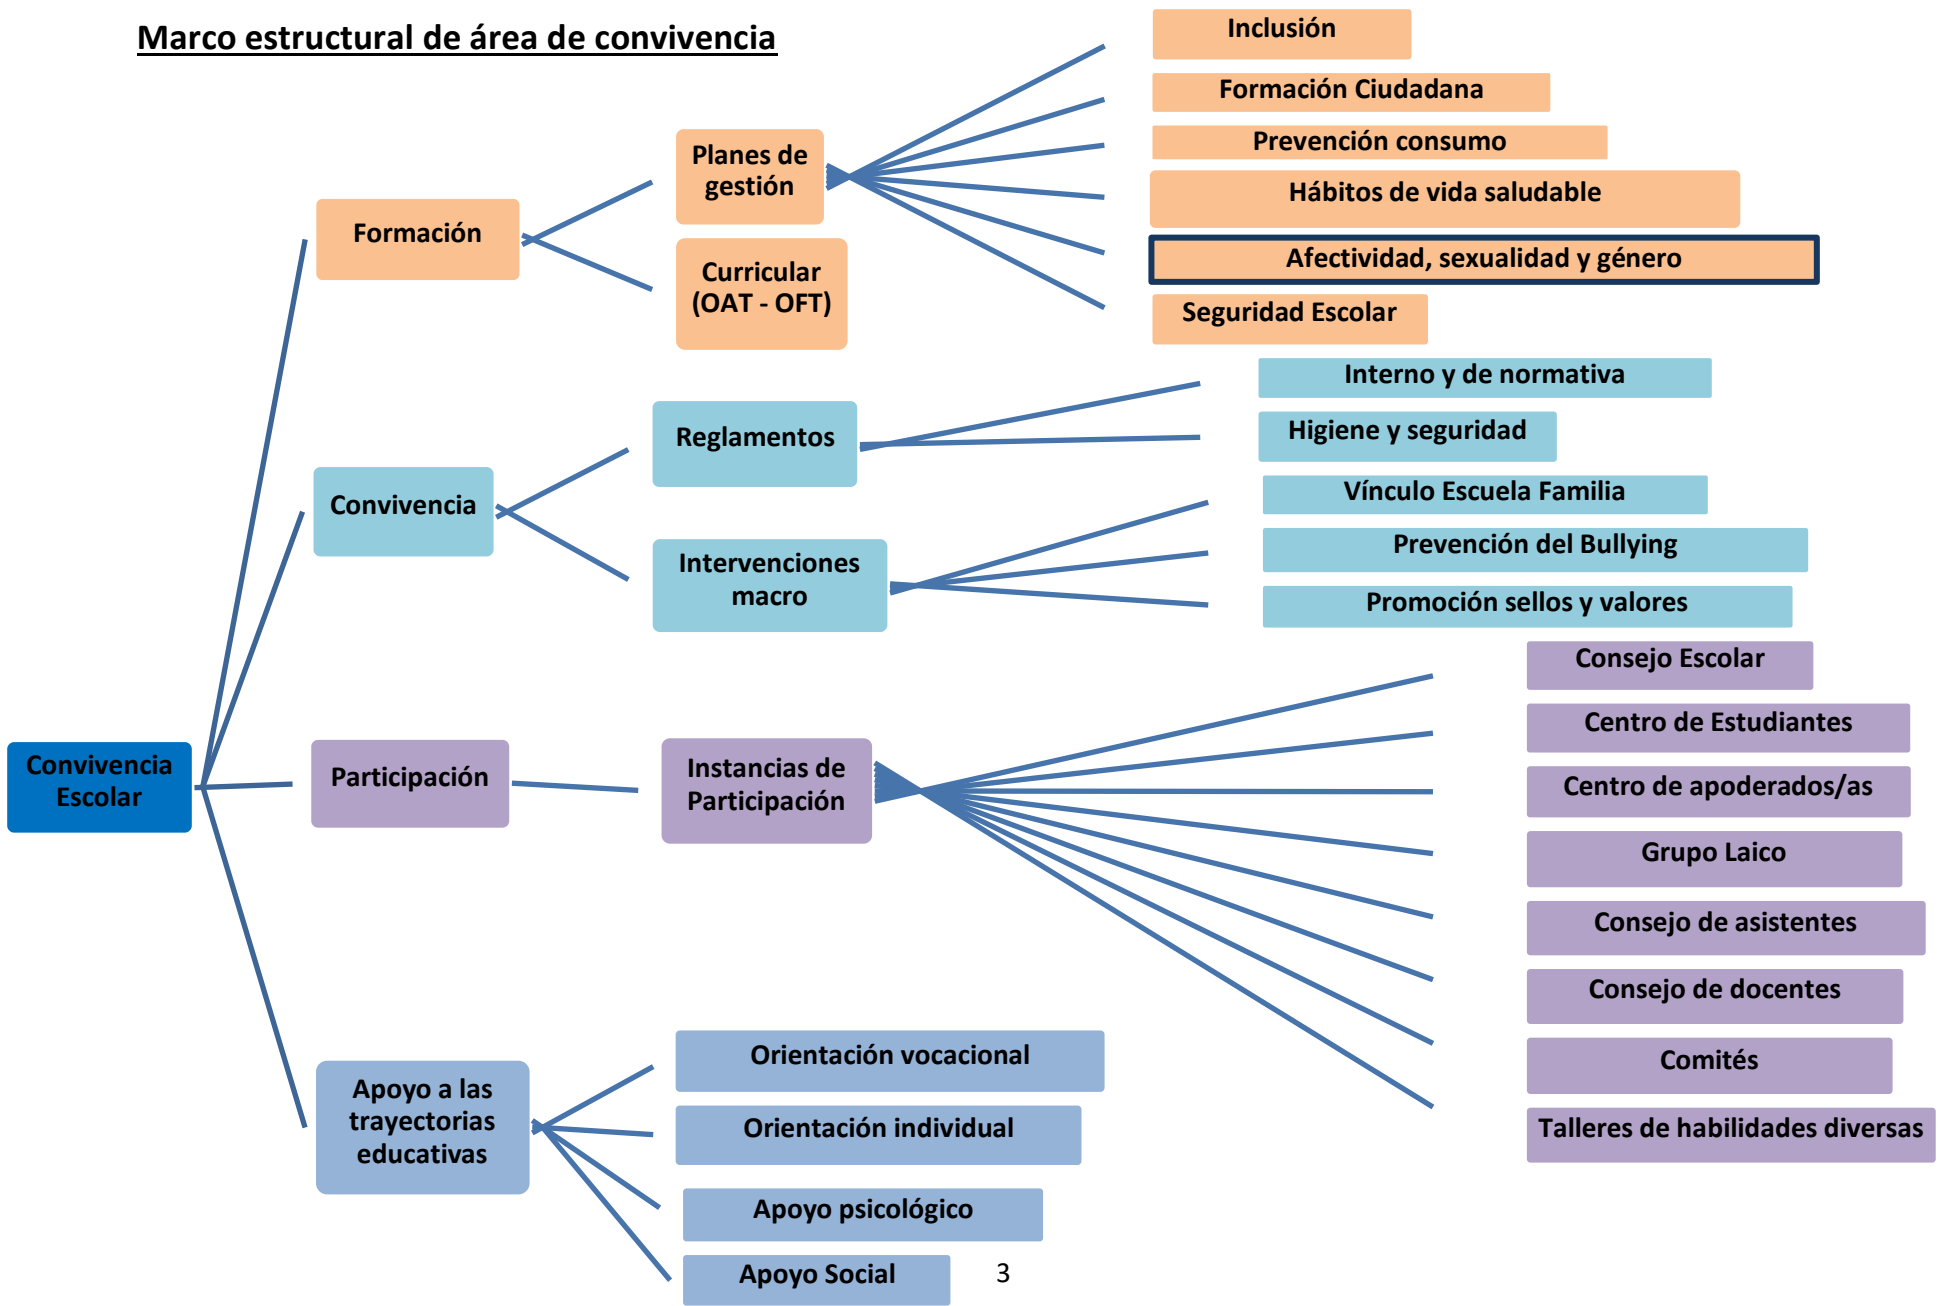 Marco estructural de área de convivencia
Convivencia
Escolar
Formación
Planes de
gestión
Inclusión
Formación Ciudadana
Prevención consumo
Hábitos de vida saludable
Afectividad, sexualidad y género
Seguridad Escolar
Curricular
(OAT - OFT)
Convivencia
Reglamentos
Interno y de normativa
Higiene y seguridad
Intervenciones
macro
Vínculo Escuela Familia
Prevención del Bullying
Promoción sellos y valores
Participación
Instancias de
Participación
Consejo Escolar
Centro de Estudiantes
Centro de apoderados/as
Grupo Laico
Consejo de asistentes
Consejo de docentes
Comités
Talleres de habilidades diversas
Apoyo a las
trayectorias
educativas
Orientación vocacional
Orientación individual
Apoyo psicológico
Apoyo Social
3